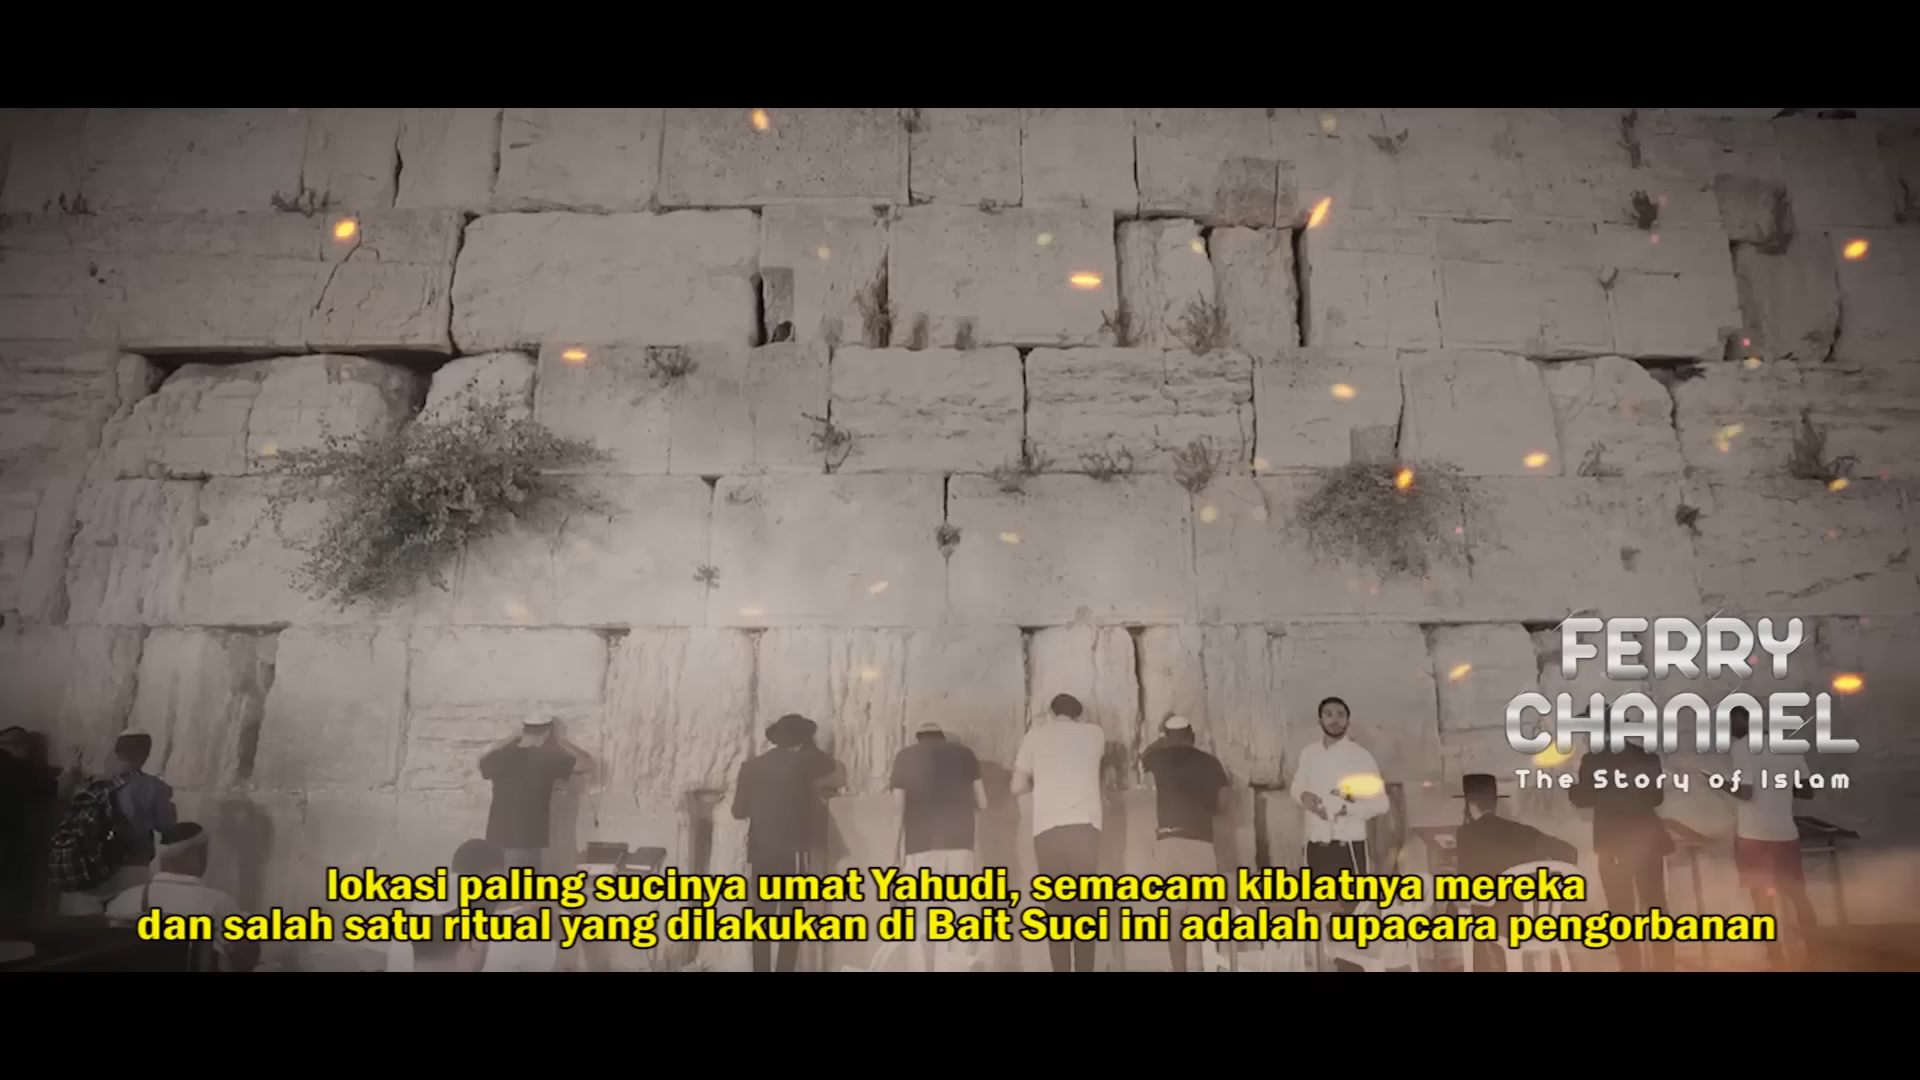 FERRY
CHANNEL
The Story of Islam
lokasi paling sucinya umat Yahudi, semacam kiblatnya mereka
dan salah satu ritual yang dilakukan di Bait Suci ini adalah upacara pengorbanan